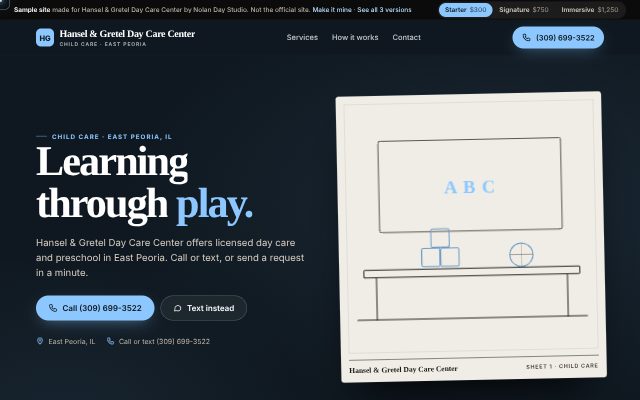 Sample site made for Hansel & Gretel Day Care Center by Nolan Day Studio. Not the official site. Make it mine · See all 3 versions
Starter $300 Signature $750 Immersive $1,250
HG Hansel & Gretel Day Care Center
CHILD CARE · EAST PEORIA
Services How it works Contact
(309) 699-3522
CHILD CARE · EAST PEORIA, IL
Learning
through play.
Hansel & Gretel Day Care Center offers licensed day care
and preschool in East Peoria. Call or text, or send a request
in a minute.
Call (309) 699-3522 Text instead
East Peoria, IL Call or text (309) 699-3522
A B C
Hansel & Gretel Day Care Center SHEET 1 · CHILD CARE